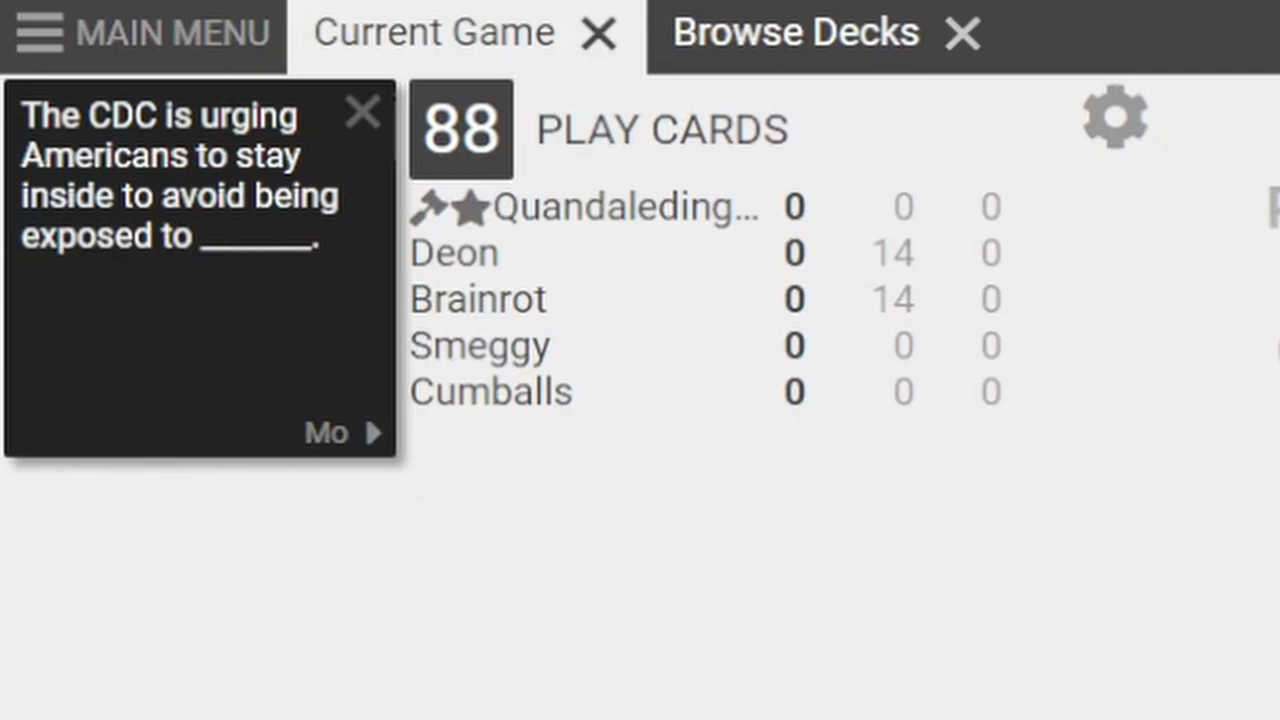 MAIN MENU
Current Game
Browse Decks
The CDC is urging
Americans to stay
inside to avoid being
exposed to ______.
Mo
88
PLAY CARDS
Quandaleding... 0 0 0
Deon 0 14 0
Brainrot 0 14 0
Smeggy 0 0 0
Cumballs 0 0 0